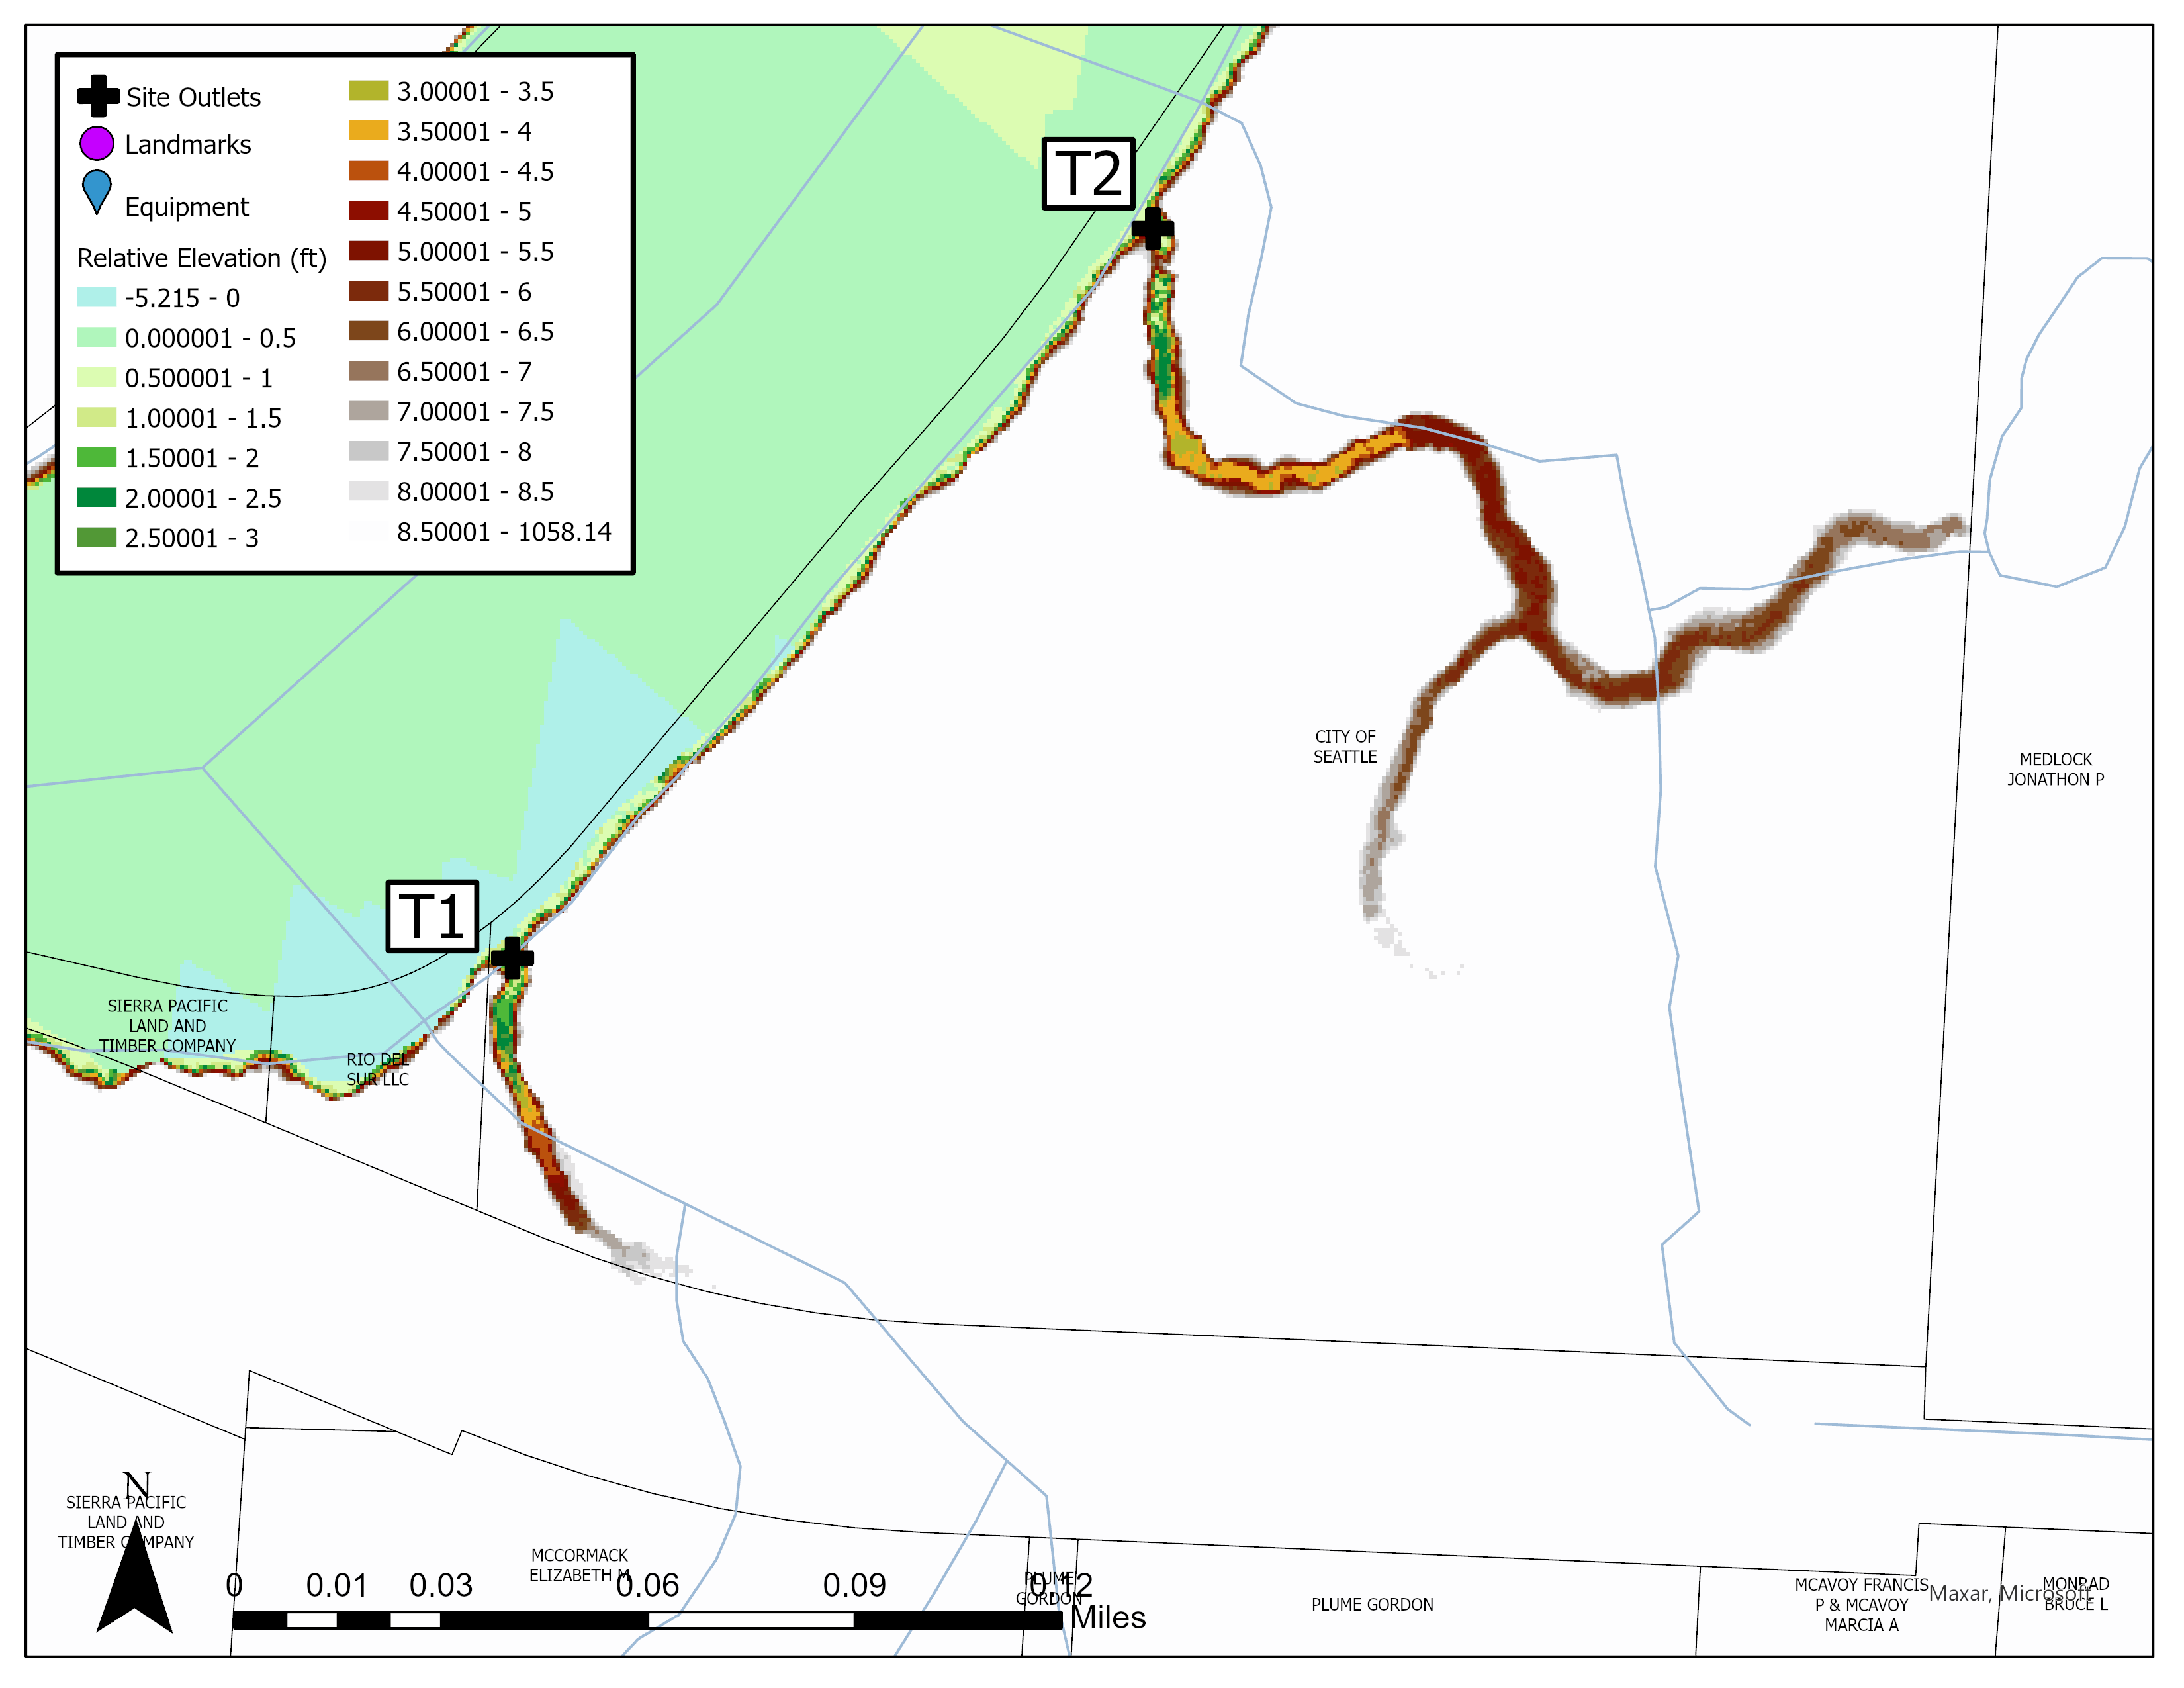 Site Outlets
Landmarks
Equipment
Relative Elevation (ft)
-5.215 - 0
0.000001 - 0.5
0.500001 - 1
1.00001 - 1.5
1.50001 - 2
2.00001 - 2.5
2.50001 - 3
3.00001 - 3.5
3.50001 - 4
4.00001 - 4.5
4.50001 - 5
5.00001 - 5.5
5.50001 - 6
6.00001 - 6.5
6.50001 - 7
7.00001 - 7.5
7.50001 - 8
8.00001 - 8.5
8.50001 - 1058.14
T2
CITY OF
SEATTLE
MEDLOCK
JONATHON P
T1
SIERRA PACIFIC
LAND AND
TIMBER COMPANY
RIO DEL
SUR LLC
N
SIERRA PACIFIC
LAND AND
TIMBER COMPANY
MCCORMACK
ELIZABETH M
PLUME
GORDON
PLUME GORDON
MCAVOY FRANCIS
P & MCAVOY
MARCIA A
MONRAD
BRUCE L
Maxar, Microsoft
0 0.01 0.03 0.06 0.09 0.12
Miles